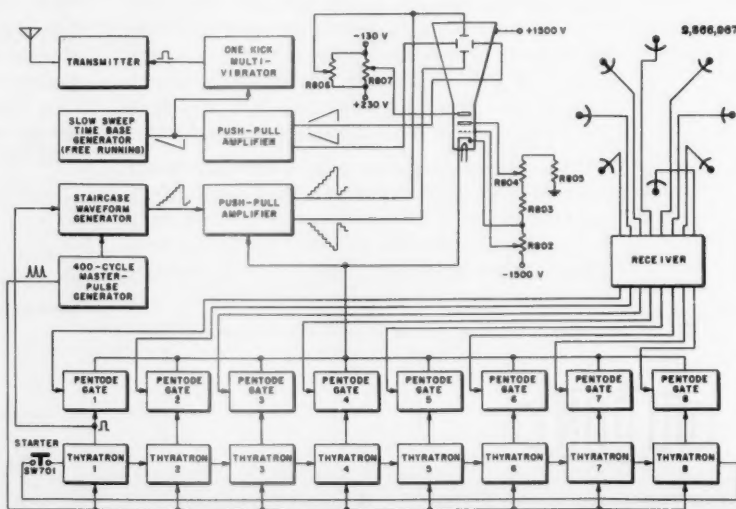 -130 V
+1500 V
2,866,967
TRANSMITTER
ONE KICK
MULTI-
VIBRATOR
R806
R807
+230 V
SLOW SWEEP
TIME BASE
GENERATOR
(FREE RUNNING)
PUSH-PULL
AMPLIFIER
R804
R805
STAIRCASE
WAVEFORM
GENERATOR
PUSH-PULL
AMPLIFIER
R803
R802
-1500 V
RECEIVER
400-CYCLE
MASTER-
PULSE
GENERATOR
PENTODE
GATE
1
PENTODE
GATE
2
PENTODE
GATE
3
PENTODE
GATE
4
PENTODE
GATE
5
PENTODE
GATE
6
PENTODE
GATE
7
PENTODE
GATE
8
STARTER
SW701
THYRATRON
1
THYRATRON
2
THYRATRON
3
THYRATRON
4
THYRATRON
5
THYRATRON
6
THYRATRON
7
THYRATRON
8